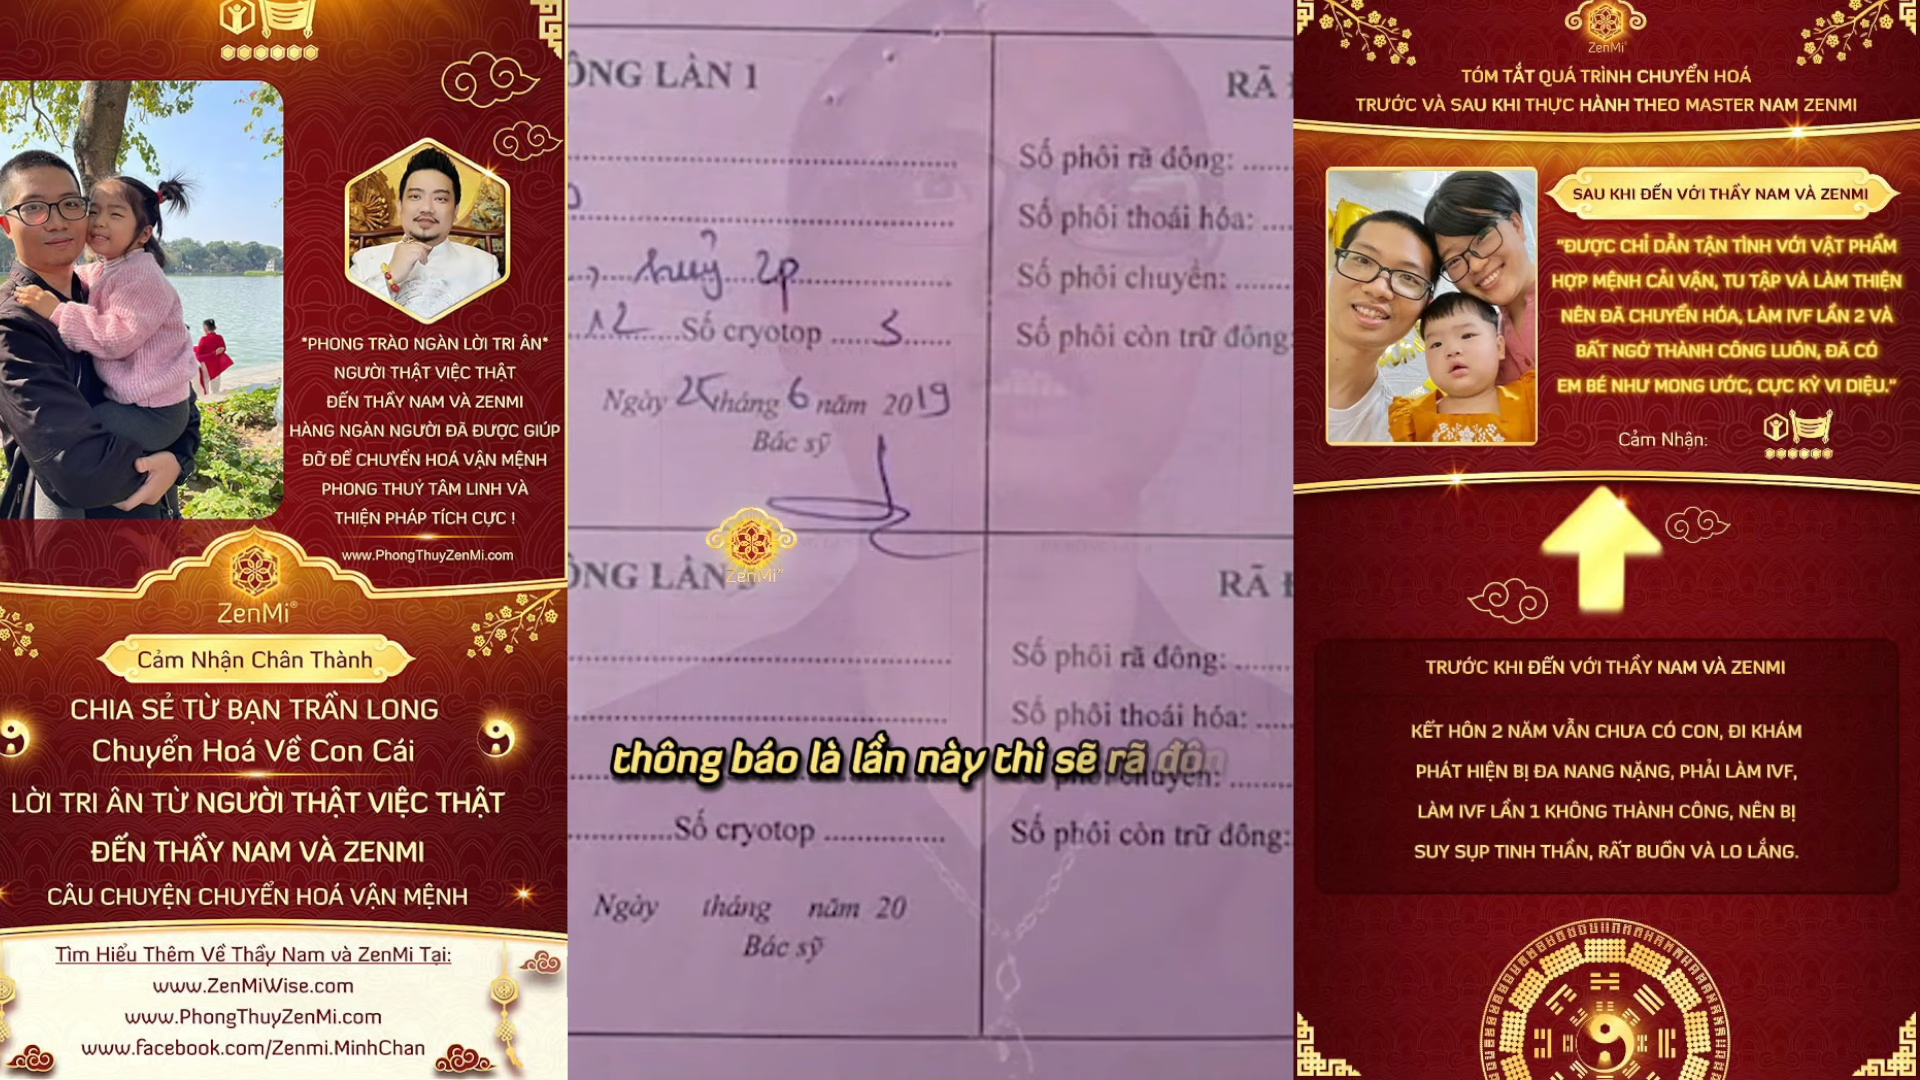 "PHONG TRÀO NGÀN LỜI TRI ÂN"
NGƯỜI THẬT VIỆC THẬT
ĐẾN THẦY NAM VÀ ZENMI
HÀNG NGÀN NGƯỜI ĐÃ ĐƯỢC GIÚP
ĐỠ ĐỂ CHUYỂN HOÁ VẬN MỆNH
PHONG THUỶ TÂM LINH VÀ
THIỆN PHÁP TÍCH CỰC !
www.PhongThuyZenMi.com
ZenMi®
Cảm Nhận Chân Thành
CHIA SẺ TỪ BẠN TRẦN LONG
Chuyển Hoá Về Con Cái
LỜI TRI ÂN TỪ NGƯỜI THẬT VIỆC THẬT
ĐẾN THẦY NAM VÀ ZENMI
CÂU CHUYỆN CHUYỂN HOÁ VẬN MỆNH
Tìm Hiểu Thêm Về Thầy Nam và ZenMi Tại:
www.ZenMiWise.com
www.PhongThuyZenMi.com
www.facebook.com/Zenmi.MinhChan
ÔNG LẦN 1
RÃ
Số phôi rã đông:
Số phôi thoái hóa:
Số phôi chuyển:
12 Số cryotop 3
Số phôi còn trữ đông:
Ngày 25 tháng 6 năm 2019
Bác sỹ
ZenMi
ÔNG LẦN
RÃ
Số phôi rã đông:
Số phôi thoái hóa:
thông báo là lần này thì sẽ rã đôn
phôi chuyển:
Số cryotop
Số phôi còn trữ đông:
Ngày tháng năm 20
Bác sỹ
ZenMi
TÓM TẮT QUÁ TRÌNH CHUYỂN HOÁ
TRƯỚC VÀ SAU KHI THỰC HÀNH THEO MASTER NAM ZENMI
SAU KHI ĐẾN VỚI THẦY NAM VÀ ZENMI
"ĐƯỢC CHỈ DẪN TẬN TÌNH VỚI VẬT PHẨM
HỢP MỆNH CẢI VẬN, TU TẬP VÀ LÀM THIỆN
NÊN ĐÃ CHUYỂN HÓA, LÀM IVF LẦN 2 VÀ
BẤT NGỜ THÀNH CÔNG LUÔN, ĐÃ CÓ
EM BÉ NHƯ MONG ƯỚC, CỰC KỲ VI DIỆU."
Cảm Nhận:
TRƯỚC KHI ĐẾN VỚI THẦY NAM VÀ ZENMI
KẾT HÔN 2 NĂM VẪN CHƯA CÓ CON, ĐI KHÁM
PHÁT HIỆN BỊ ĐA NANG NẶNG, PHẢI LÀM IVF,
LÀM IVF LẦN 1 KHÔNG THÀNH CÔNG, NÊN BỊ
SUY SỤP TINH THẦN, RẤT BUỒN VÀ LO LẮNG.